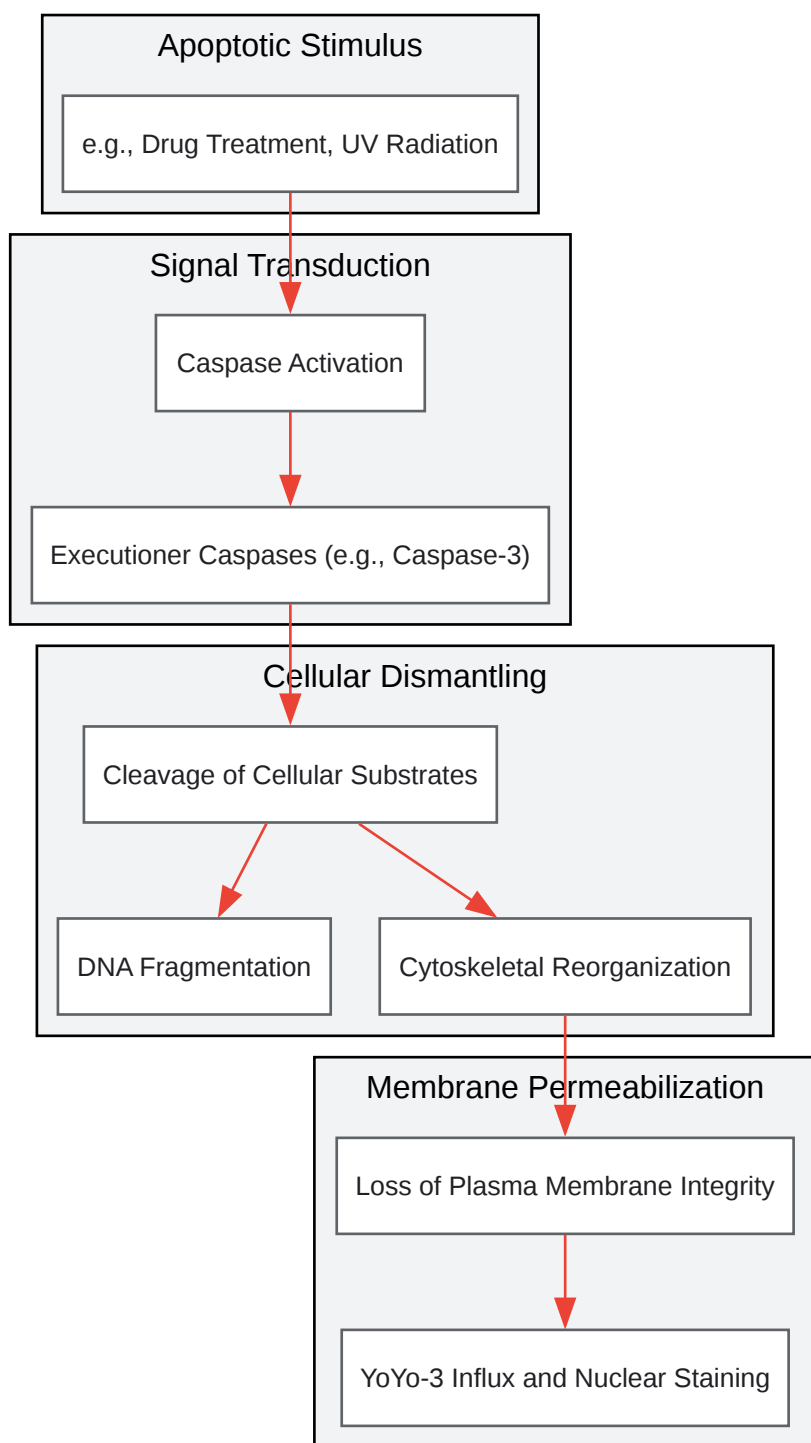 Apoptotic Stimulus
e.g., Drug Treatment, UV Radiation
Signal Transduction
Caspase Activation
Executioner Caspases (e.g., Caspase-3)
Cellular Dismantling
Cleavage of Cellular Substrates
DNA Fragmentation
Cytoskeletal Reorganization
Membrane Permeabilization
Loss of Plasma Membrane Integrity
YoYo-3 Influx and Nuclear Staining